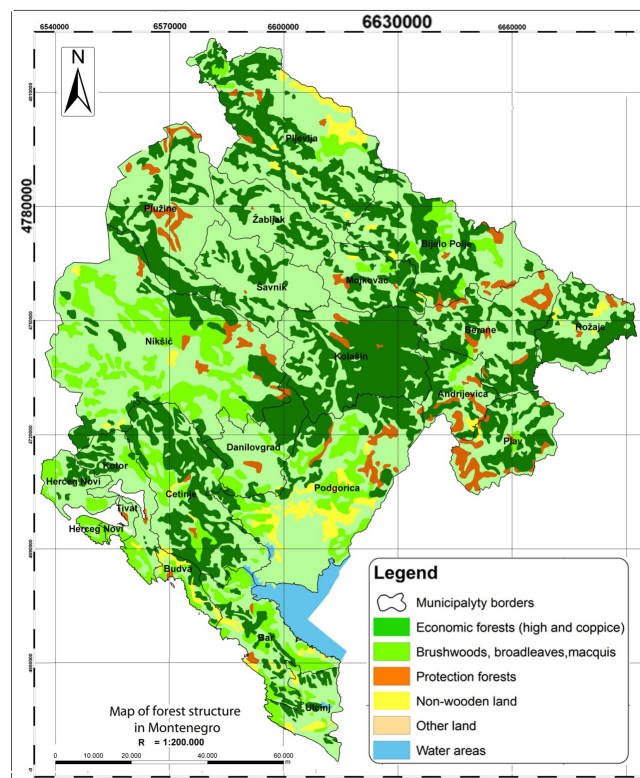 6540000 6570000 6600000 6630000 6660000
N
4810000
Pljevlja
4780000
Plužine
Žabljak
Bijelo Polje
Šavnik
Mojkovac
Nikšić
Kolašin
Berane
Rožaje
Andrijevica
Plav
4720000
Danilovgrad
Kotor
Herceg Novi
Podgorica
Cetinje
Tivat
Herceg Novi
Budva
Bar
Ulcinj
Legend
Municipalyty borders
Economic forests (high and coppice)
Brushwoods, broadleaves,macquis
Protection forests
Non-wooden land
Other land
Water areas
Map of forest structure
in Montenegro
R = 1:200.000
0 10.000 20.000 40.000 60.000
m